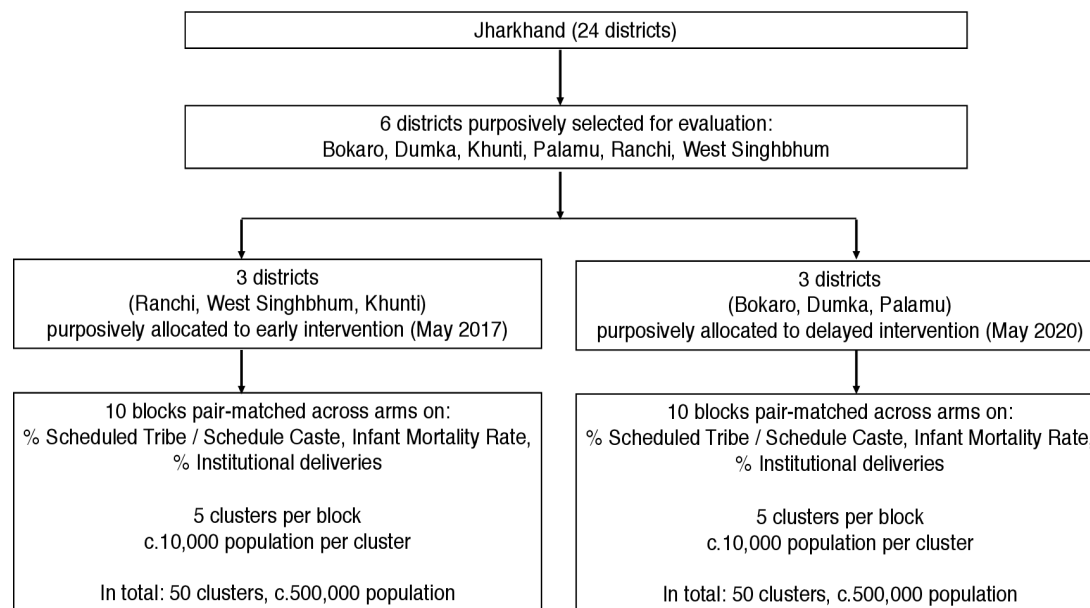 Jharkhand (24 districts)
6 districts purposively selected for evaluation:
Bokaro, Dumka, Khunti, Palamu, Ranchi, West Singhbhum
3 districts
(Ranchi, West Singhbhum, Khunti)
purposively allocated to early intervention (May 2017)
3 districts
(Bokaro, Dumka, Palamu)
purposively allocated to delayed intervention (May 2020)
10 blocks pair-matched across arms on:
% Scheduled Tribe / Schedule Caste, Infant Mortality Rate,
% Institutional deliveries
5 clusters per block
c.10,000 population per cluster
In total: 50 clusters, c.500,000 population
10 blocks pair-matched across arms on:
% Scheduled Tribe / Schedule Caste, Infant Mortality Rate,
% Institutional deliveries
5 clusters per block
c.10,000 population per cluster
In total: 50 clusters, c.500,000 population